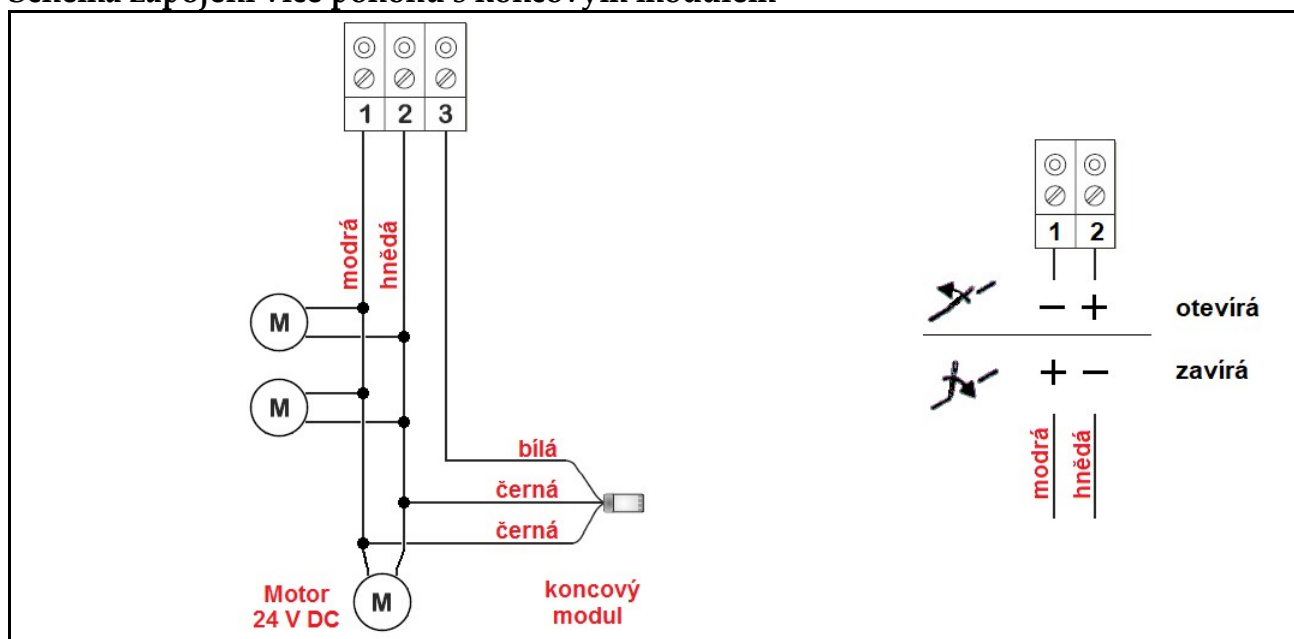 Schéma zapojení více pohonů s koncovým modulem
1 2 3
modrá
hnědá
M
M
bílá
černá
černá
Motor
24 V DC
M
koncový
modul
1 2
− + otevírá
+ − zavírá
modrá
hnědá